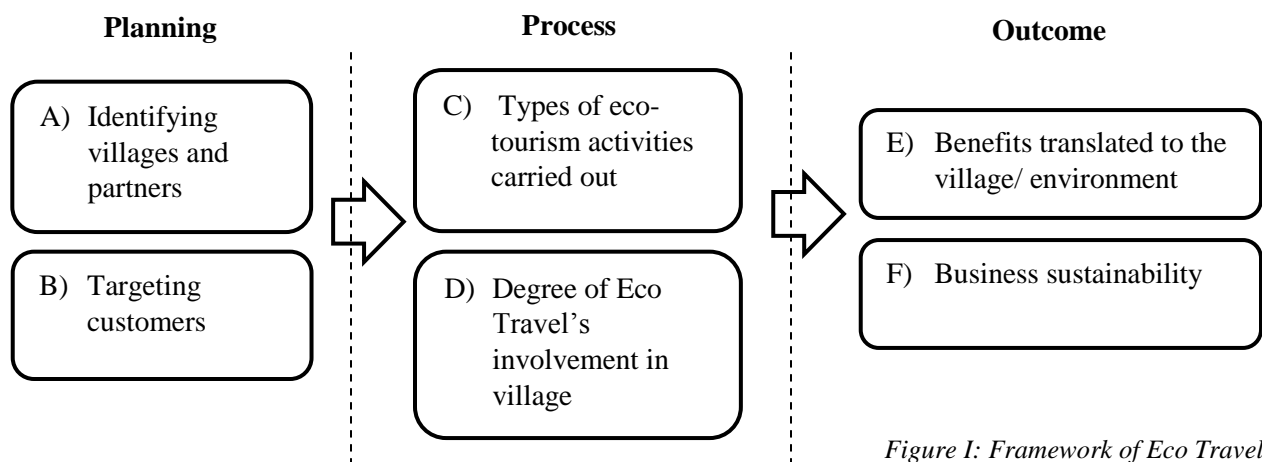 Planning
A) Identifying
villages and
partners
B) Targeting
customers
Process
C) Types of eco-
tourism activities
carried out
D) Degree of Eco
Travel's
involvement in
village
Outcome
E) Benefits translated to the
village/ environment
F) Business sustainability
Figure I: Framework of Eco Travel